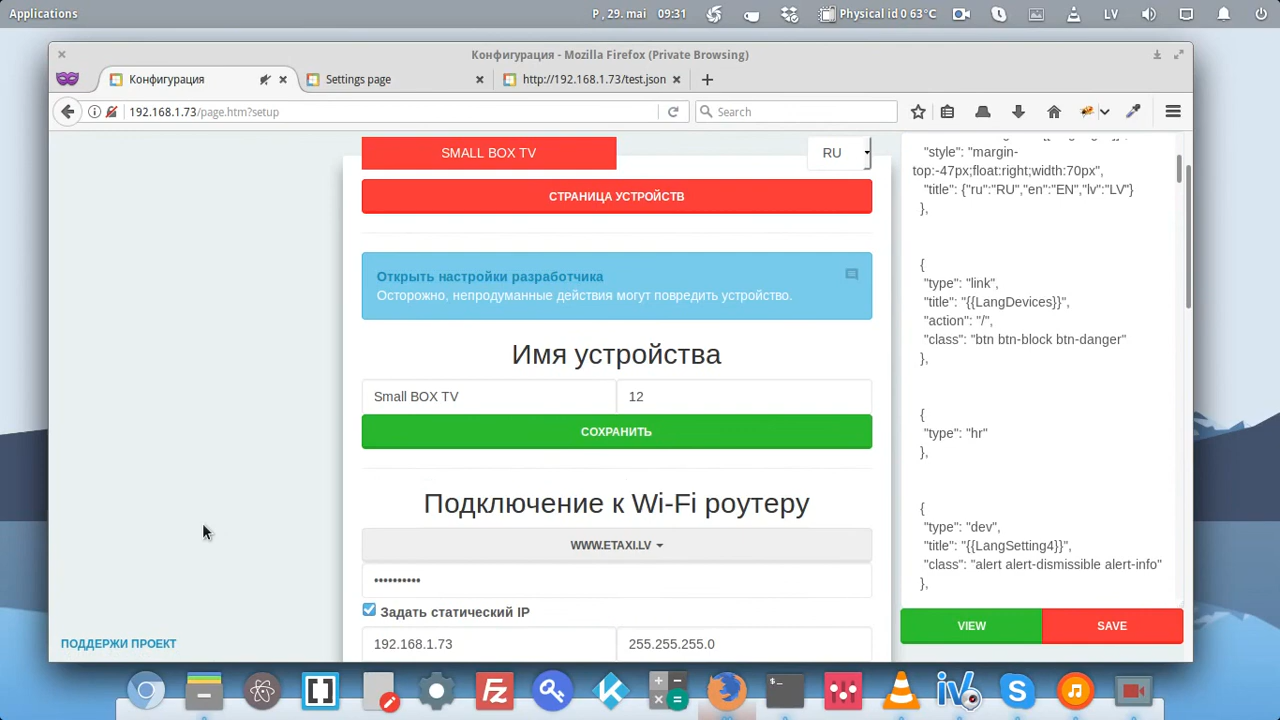 Applications
P , 29. mai 09:31
Physical id 0 63°C
LV
Конфигурация - Mozilla Firefox (Private Browsing)
Конфигурация
Settings page
http://192.168.1.73/test.json
192.168.1.73/page.htm?setup
Search
SMALL BOX TV
RU
СТРАНИЦА УСТРОЙСТВ
Открыть настройки разработчика
Осторожно, непродуманные действия могут повредить устройство.
Имя устройства
Small BOX TV
12
СОХРАНИТЬ
Подключение к Wi-Fi роутеру
WWW.ETAXI.LV
••••••••••
Задать статический IP
192.168.1.73
255.255.255.0
ПОДДЕРЖИ ПРОЕКТ
"style": "margin-
top:-47px;float:right;width:70px",
"title": {"ru":"RU","en":"EN","lv":"LV"}
},
{
"type": "link",
"title": "{{LangDevices}}",
"action": "/",
"class": "btn btn-block btn-danger"
},
{
"type": "hr"
},
{
"type": "dev",
"title": "{{LangSetting4}}",
"class": "alert alert-dismissible alert-info"
},
VIEW
SAVE